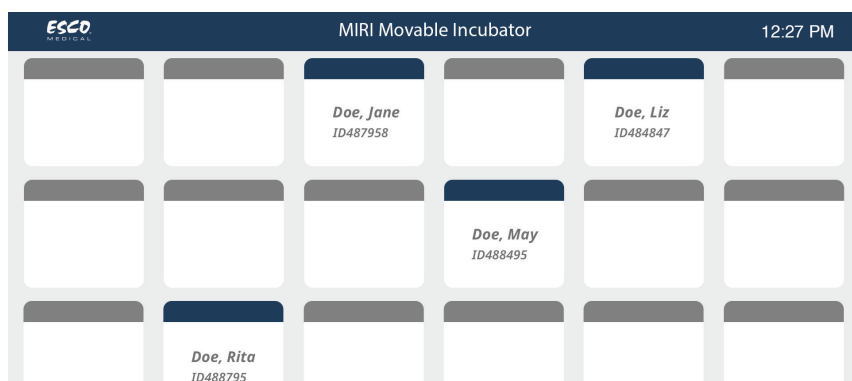 ESCO
MEDICAL
MIRI Movable Incubator
12:27 PM
Doe, Jane
ID487958
Doe, Liz
ID484847
Doe, May
ID488495
Doe, Rita
ID488795